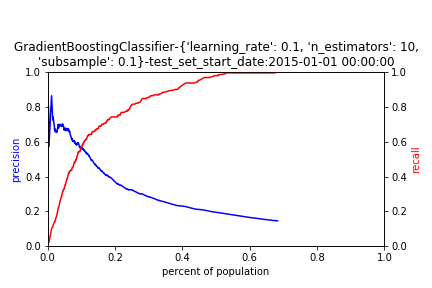 GradientBoostingClassifier-{'learning_rate': 0.1, 'n_estimators': 10,
'subsample': 0.1}-test_set_start_date:2015-01-01 00:00:00
1.0
0.8
0.6
0.4
0.2
0.0
precision
1.0
0.8
0.6
0.4
0.2
0.0
recall
0.0 0.2 0.4 0.6 0.8 1.0
percent of population